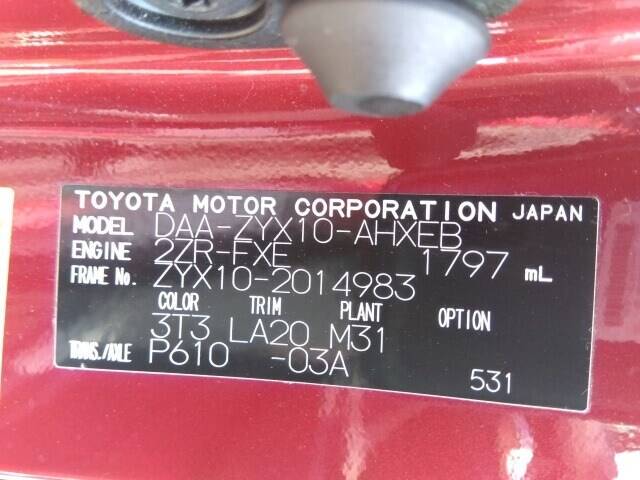 TOYOTA MOTOR CORPORATION JAPAN
MODEL DAA-ZYX10-AHXEB
ENGINE 2ZR-FXE 1797 mL
FRAME No. ZYX10-2014983
COLOR TRIM PLANT OPTION
3T3 LA20 M31
TRANS./AXLE P610 -03A
531